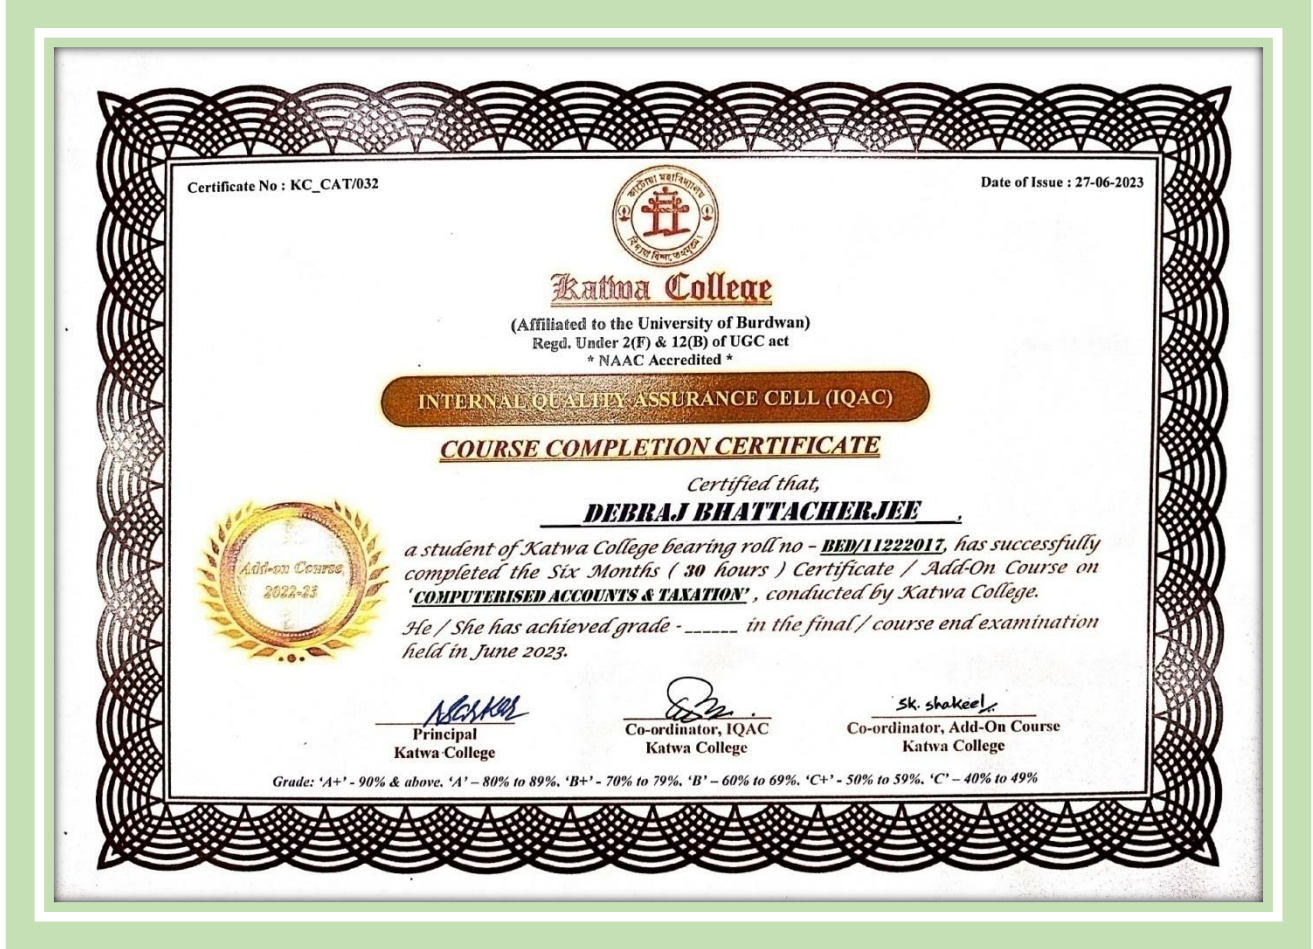 Certificate No : KC_CAT/032
Date of Issue : 27-06-2023
কাটোয়া মহাবিদ্যালয়
Katwa College
(Affiliated to the University of Burdwan)
Regd. Under 2(F) & 12(B) of UGC act
* NAAC Accredited *
INTERNAL QUALITY ASSURANCE CELL (IQAC)
COURSE COMPLETION CERTIFICATE
Certified that,
DEBRAJ BHATTACHERJEE ,
a student of Katwa College bearing roll no – BED/11222017, has successfully
completed the Six Months ( 30 hours ) Certificate / Add-On Course on
‘COMPUTERISED ACCOUNTS & TAXATION’ , conducted by Katwa College.
He / She has achieved grade -______ in the final / course end examination
held in June 2023.
Add-on Course
2022-23
Sk. Shakeel
Principal
Katwa College
Co-ordinator, IQAC
Katwa College
Co-ordinator, Add-On Course
Katwa College
Grade: ‘A+’ - 90% & above, ‘A’ – 80% to 89%, ‘B+’ - 70% to 79%, ‘B’ – 60% to 69%, ‘C+’ - 50% to 59%, ‘C’ – 40% to 49%